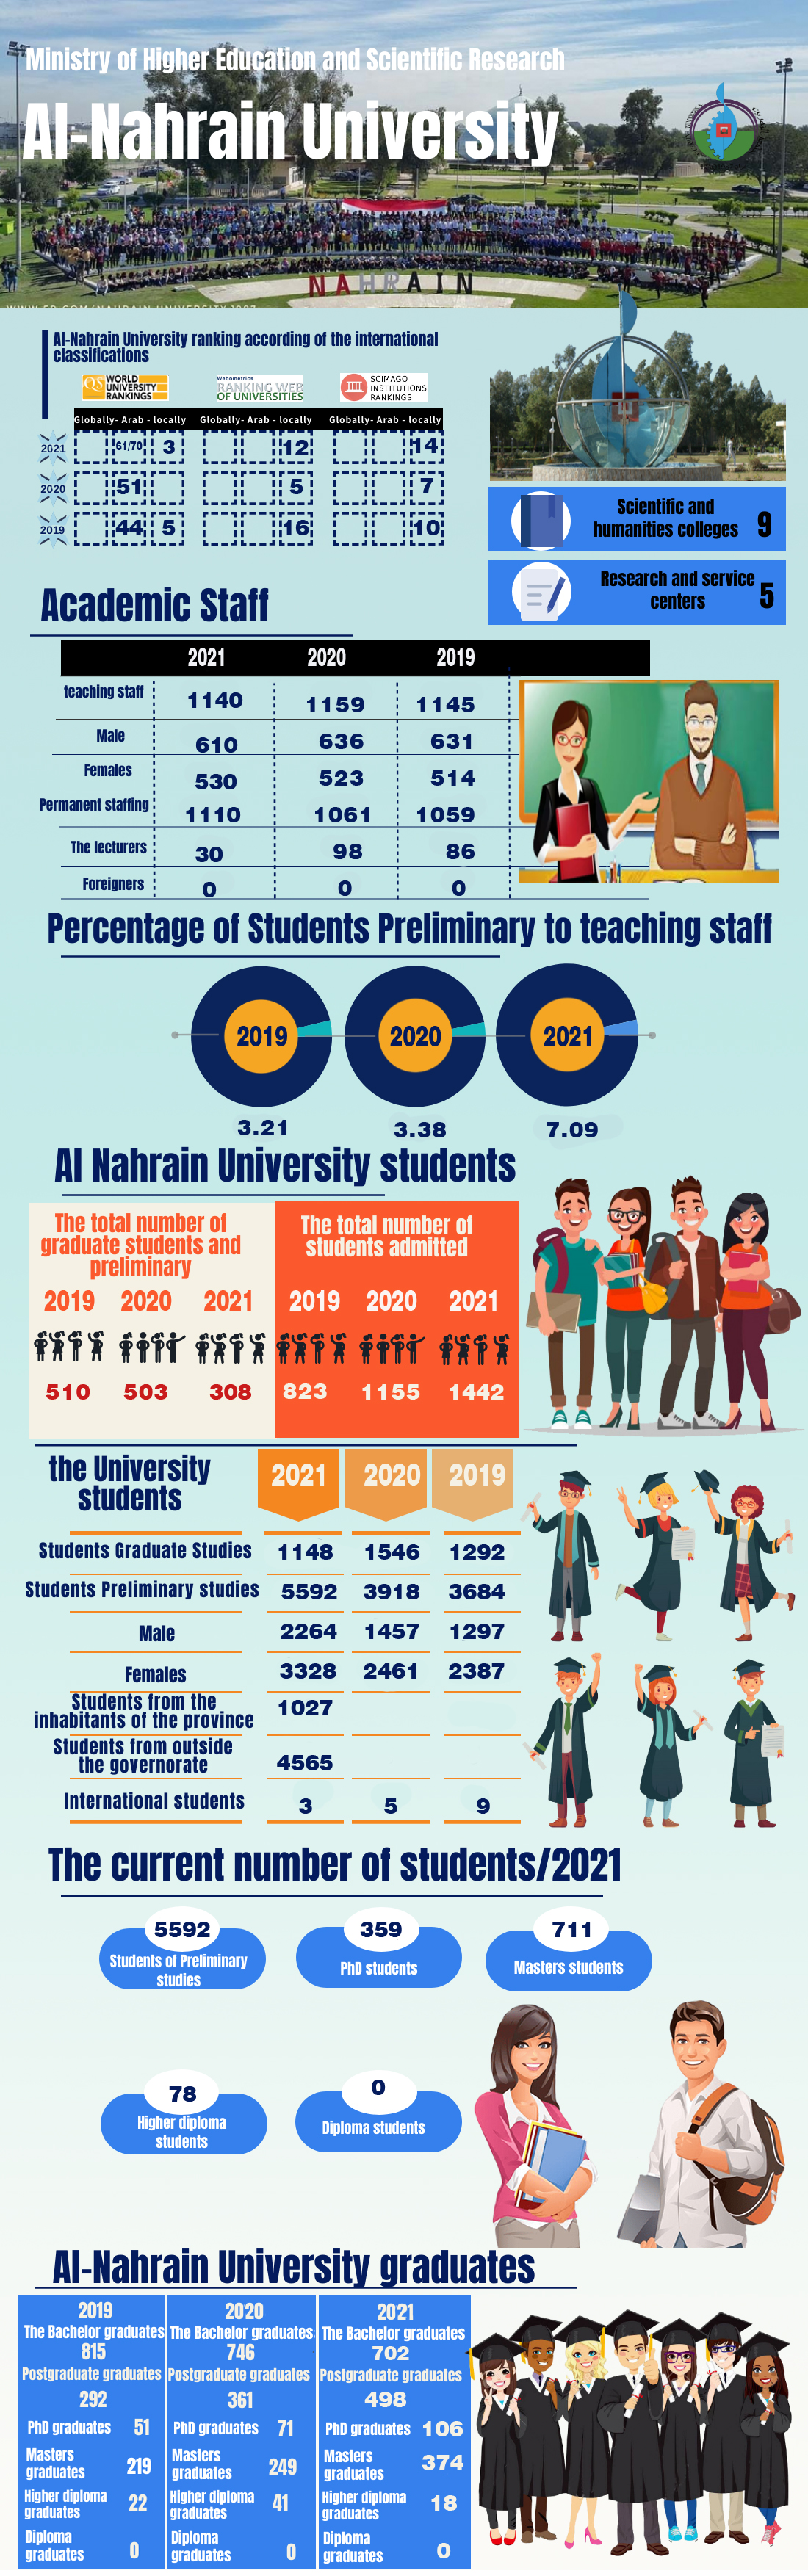 Ministry of Higher Education and Scientific Research
Al-Nahrain University
NAHRAIN
Al-Nahrain University ranking according of the international
classifications
QS WORLD
UNIVERSITY
RANKINGS
Webometrics
RANKING WEB
OF UNIVERSITIES
SCIMAGO
INSTITUTIONS
RANKINGS
Globally- Arab - locally Globally- Arab - locally Globally- Arab - locally
2021 61/70 3 12 14
2020 51 5 7
2019 44 5 16 10
Scientific and
humanities colleges 9
Research and service
centers 5
Academic Staff
2021 2020 2019
teaching staff 1140 1159 1145
Male 610 636 631
Females 530 523 514
Permanent staffing 1110 1061 1059
The lecturers 30 98 86
Foreigners 0 0 0
Percentage of Students Preliminary to teaching staff
2019 2020 2021
3.21 3.38 7.09
Al Nahrain University students
The total number of
graduate students and
preliminary
2019 2020 2021
510 503 308
The total number of
students admitted
2019 2020 2021
823 1155 1442
the University
students
2021 2020 2019
Students Graduate Studies 1148 1546 1292
Students Preliminary studies 5592 3918 3684
Male 2264 1457 1297
Females 3328 2461 2387
Students from the
inhabitants of the province 1027
Students from outside
the governorate 4565
International students 3 5 9
The current number of students/2021
5592
Students of Preliminary
studies
359
PhD students
711
Masters students
78
Higher diploma
students
0
Diploma students
Al-Nahrain University graduates
2019
The Bachelor graduates
815
Postgraduate graduates
292
PhD graduates 51
Masters
graduates 219
Higher diploma
graduates 22
Diploma
graduates 0
2020
The Bachelor graduates
746
Postgraduate graduates
361
PhD graduates 71
Masters
graduates 249
Higher diploma
graduates 41
Diploma
graduates 0
2021
The Bachelor graduates
702
Postgraduate graduates
498
PhD graduates 106
Masters
graduates 374
Higher diploma
graduates 18
Diploma
graduates 0